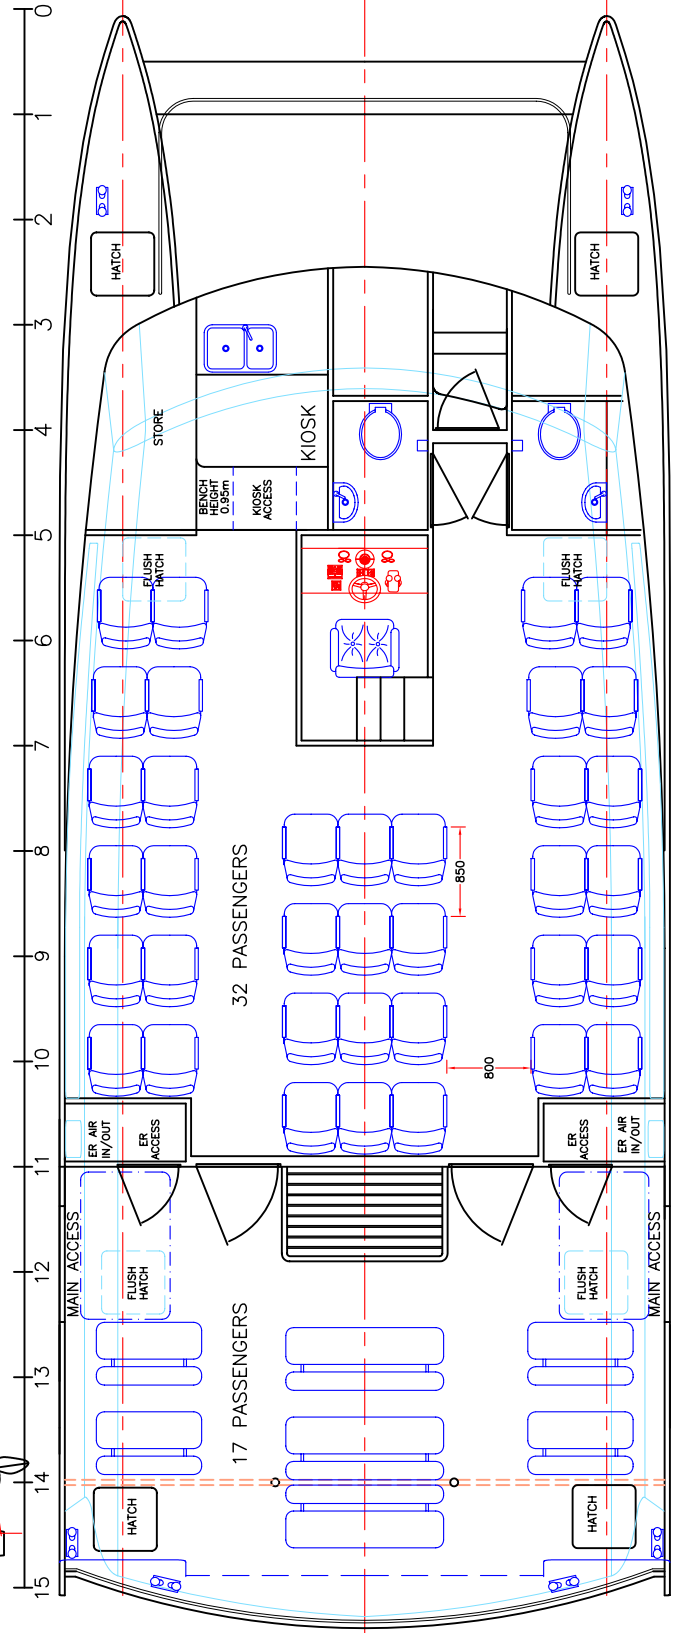 0
1
2
3
4
5
6
7
8
9
10
11
12
13
14
15
HATCH
HATCH
STORE
KIOSK
BENCH
HEIGHT
0.95m
KIOSK
ACCESS
FLUSH
HATCH
FLUSH
HATCH
32 PASSENGERS
850
800
ER AIR
IN/OUT
ER
ACCESS
ER
ACCESS
ER AIR
IN/OUT
MAIN ACCESS
FLUSH
HATCH
FLUSH
HATCH
MAIN ACCESS
17 PASSENGERS
HATCH
HATCH